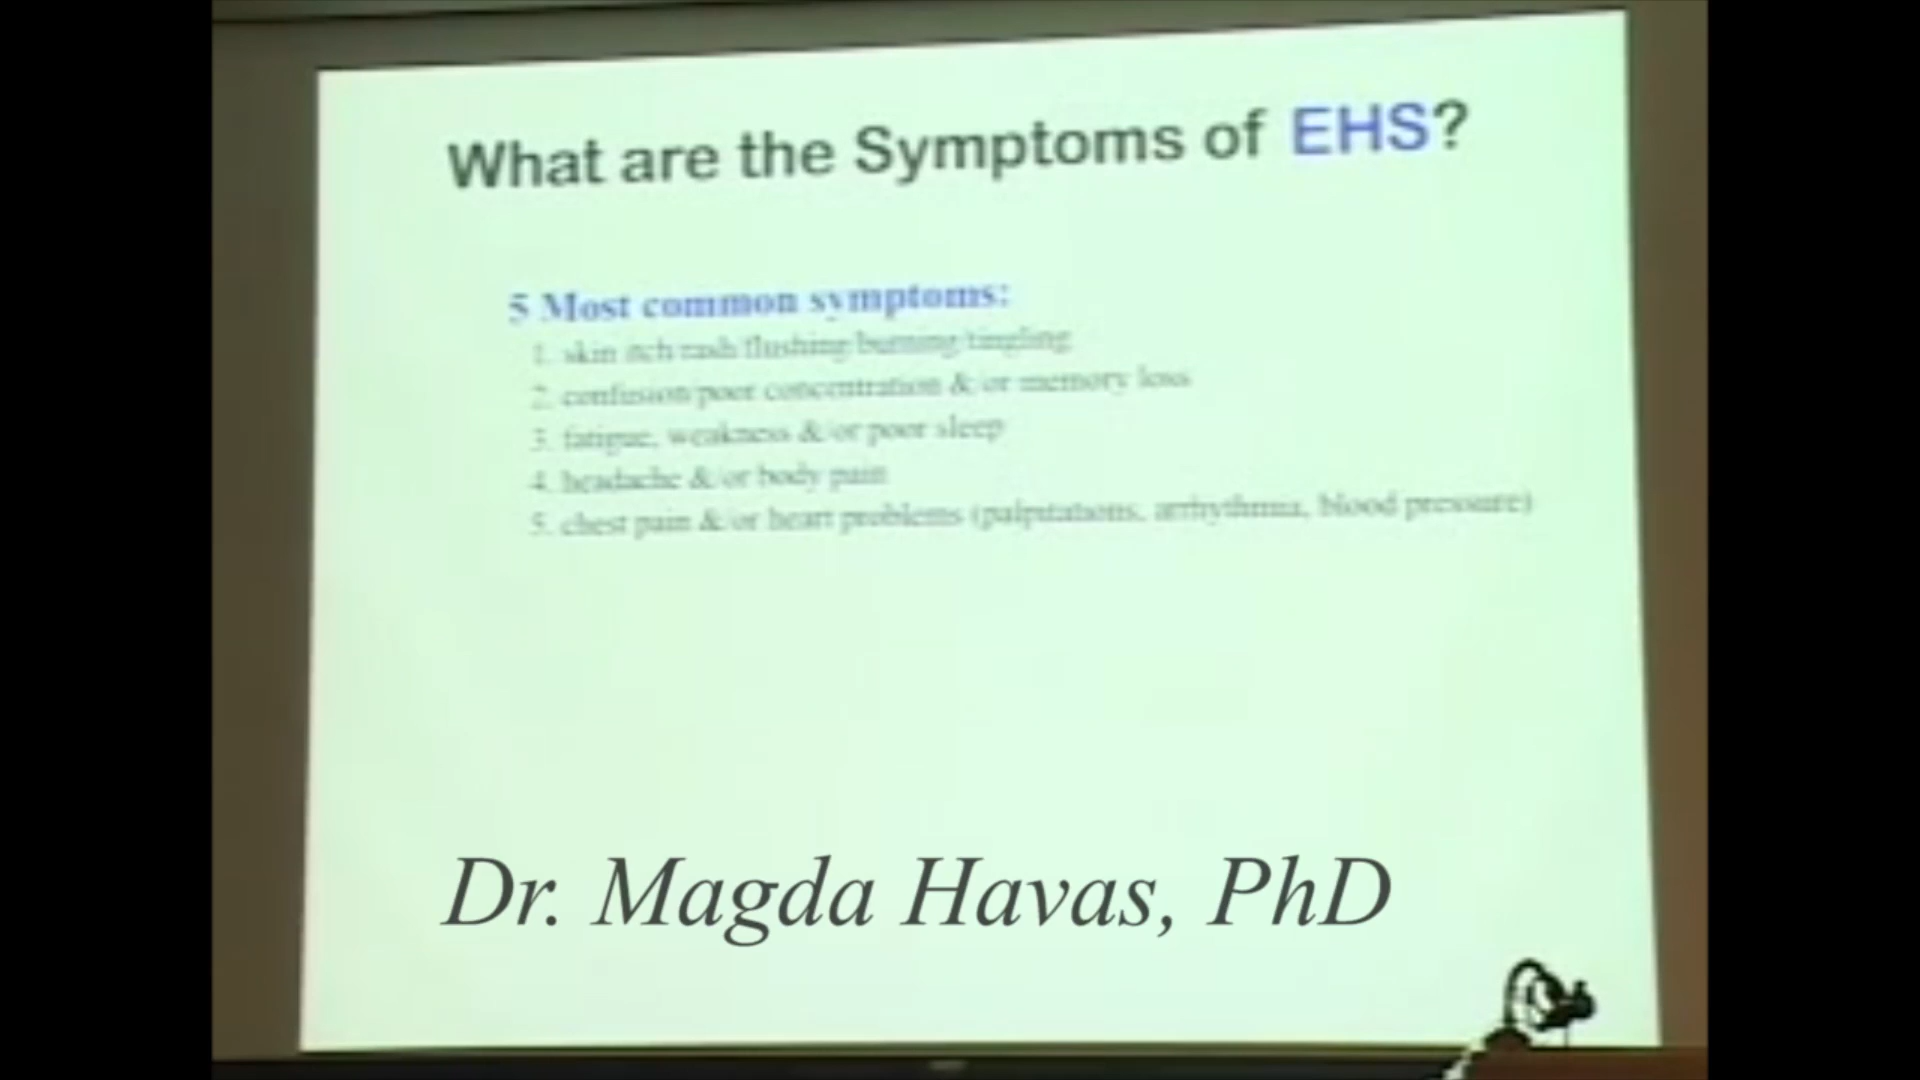 What are the Symptoms of EHS?
5 Most common symptoms:
1. skin itch/rash/flushing/burning/tingling
2. confusion/poor concentration &/or memory loss
3. fatigue, weakness &/or poor sleep
4. headache &/or body pain
5. chest pain &/or heart problems (palpitations, arrhythmia, blood pressure)
Dr. Magda Havas, PhD